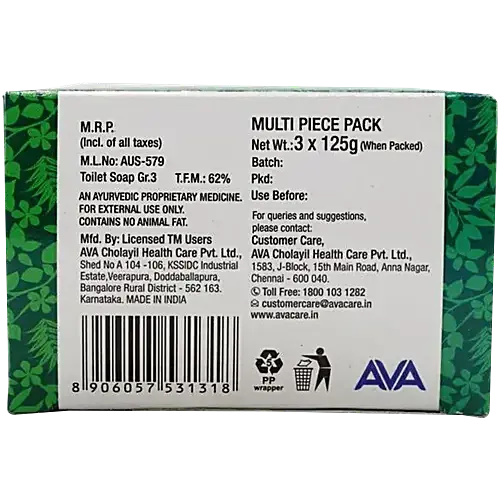 M.R.P.
(Incl. of all taxes)
M.L.No: AUS-579
Toilet Soap Gr.3 T.F.M.: 62%
AN AYURVEDIC PROPRIETARY MEDICINE.
FOR EXTERNAL USE ONLY.
CONTAINS NO ANIMAL FAT.
Mfd. By: Licensed TM Users
AVA Cholayil Health Care Pvt. Ltd.,
Shed No A 104 -106, KSSIDC Industrial
Estate,Veerapura, Doddaballapura,
Bangalore Rural District - 562 163.
Karnataka. MADE IN INDIA
8 906057 531318
MULTI PIECE PACK
Net Wt.:3 x 125g (When Packed)
Batch:
Pkd:
Use Before:
For queries and suggestions,
please contact:
Customer Care,
AVA Cholayil Health Care Pvt. Ltd.,
1583, J-Block, 15th Main Road, Anna Nagar,
Chennai - 600 040.
Toll Free: 1800 103 1282
customercare@avacare.in
www.avacare.in
5
PP
wrapper
AVA